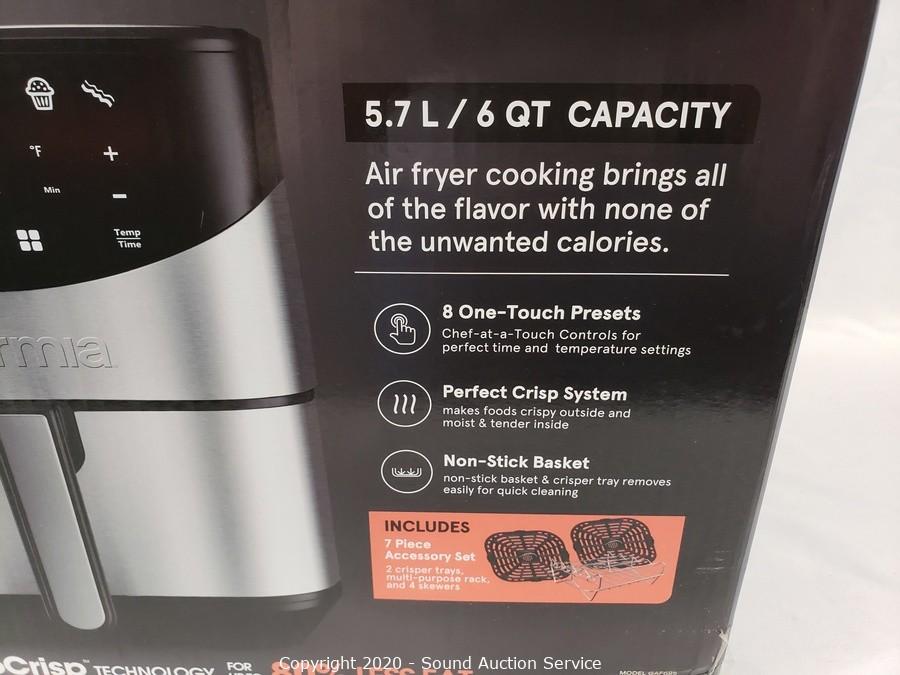 5.7 L / 6 QT CAPACITY
Air fryer cooking brings all
of the flavor with none of
the unwanted calories.
°F
+
Min
Temp
Time
rmia
8 One-Touch Presets
Chef-at-a-Touch Controls for
perfect time and temperature settings
Perfect Crisp System
makes foods crispy outside and
moist & tender inside
Non-Stick Basket
non-stick basket & crisper tray removes
easily for quick cleaning
INCLUDES
7 Piece
Accessory Set
2 crisper trays,
multi-purpose rack,
and 4 skewers
Crisp™ TECHNOLOGY FOR
LESS FAT
Copyright 2020 - Sound Auction Service